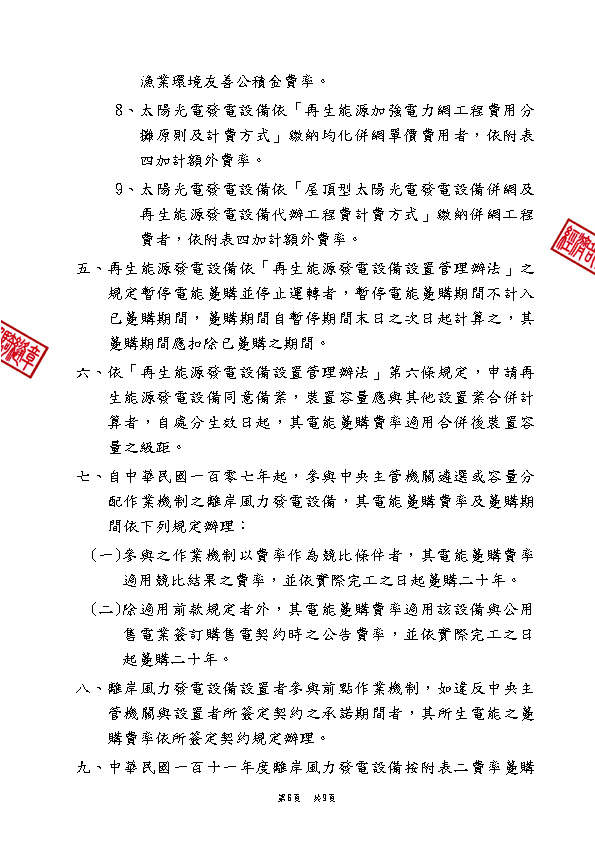 漁業環境友善公積金費率。
8、太陽光電發電設備依「再生能源加強電力網工程費用分
攤原則及計費方式」繳納均化併網單價費用者，依附表
四加計額外費率。
9、太陽光電發電設備依「屋頂型太陽光電發電設備併網及
再生能源發電設備代辦工程費計費方式」繳納併網工程
費者，依附表四加計額外費率。
五、再生能源發電設備依「再生能源發電設備設置管理辦法」之
規定暫停電能躉購並停止運轉者，暫停電能躉購期間不計入
已躉購期間，躉購期間自暫停期間末日之次日起計算之，其
躉購期間應扣除已躉購之期間。
六、依「再生能源發電設備設置管理辦法」第六條規定，申請再
生能源發電設備同意備案，裝置容量應與其他設置案合併計
算者，自處分生效日起，其電能躉購費率適用合併後裝置容
量之級距。
七、自中華民國一百零七年起，參與中央主管機關遴選或容量分
配作業機制之離岸風力發電設備，其電能躉購費率及躉購期
間依下列規定辦理：
(一)參與之作業機制以費率作為競比條件者，其電能躉購費率
適用競比結果之費率，並依實際完工之日起躉購二十年。
(二)除適用前款規定者外，其電能躉購費率適用該設備與公用
售電業簽訂購售電契約時之公告費率，並依實際完工之日
起躉購二十年。
八、離岸風力發電設備設置者參與前點作業機制，如違反中央主
管機關與設置者所簽定契約之承諾期間者，其所生電能之躉
購費率依所簽定契約規定辦理。
九、中華民國一百十一年度離岸風力發電設備按附表二費率躉購
第6頁 共9頁